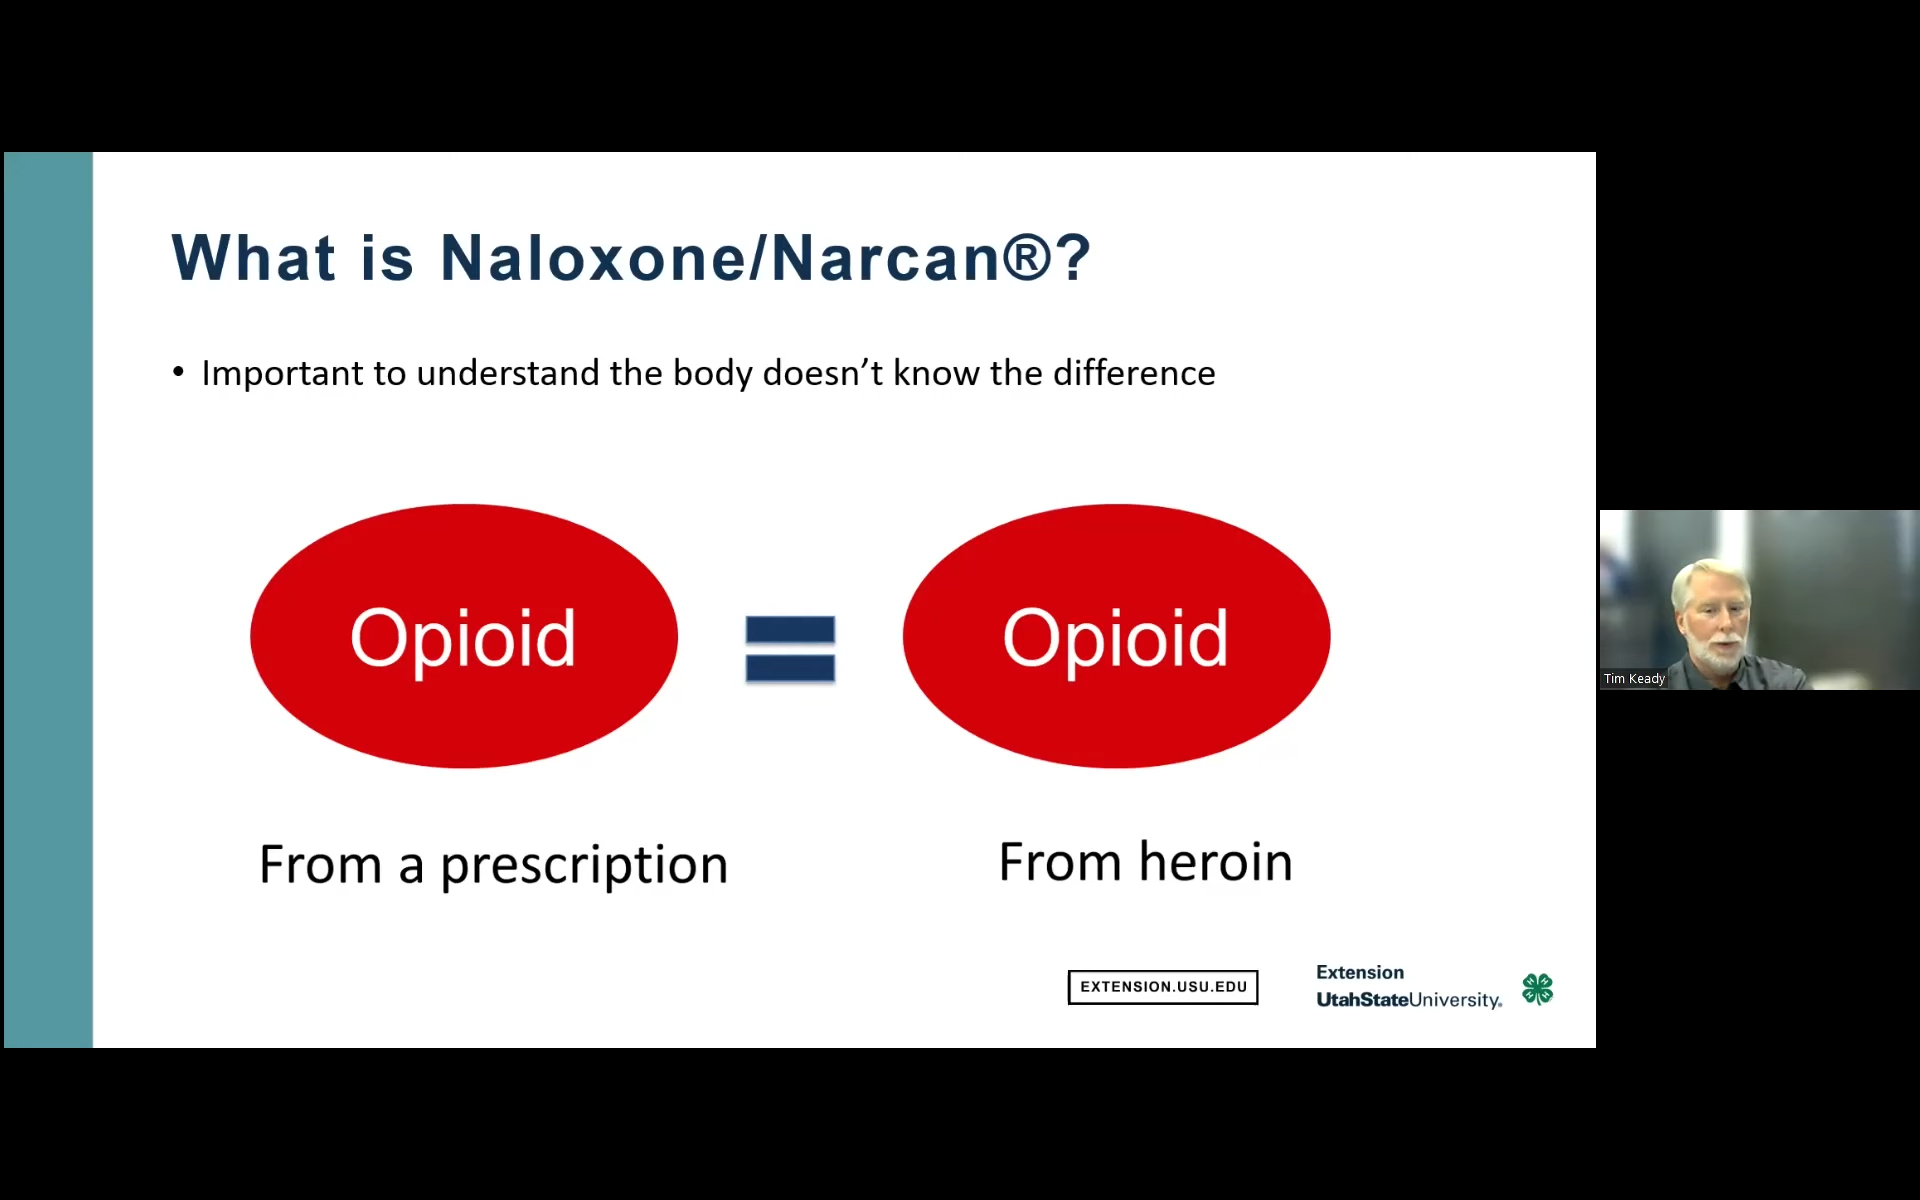 What is Naloxone/Narcan®?
• Important to understand the body doesn’t know the difference
Opioid
Opioid
From a prescription
From heroin
EXTENSION.USU.EDU
Extension
UtahStateUniversity.
Tim Keady